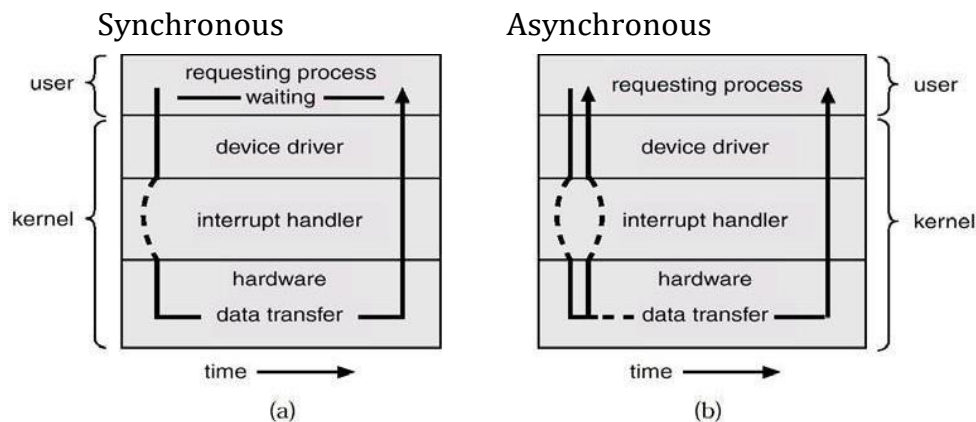 Synchronous
Asynchronous
user
requesting process
waiting
device driver
kernel
interrupt handler
hardware
data transfer
time
(a)
requesting process
user
device driver
interrupt handler
kernel
hardware
data transfer
time
(b)